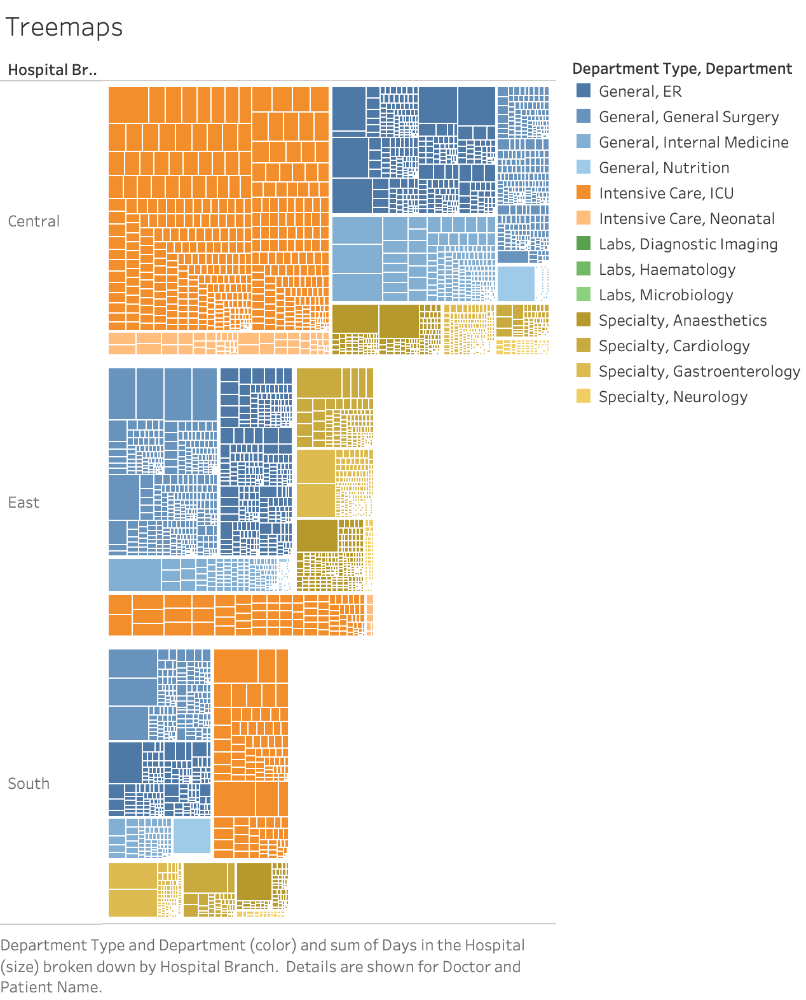 Treemaps
Hospital Br..
Department Type, Department
General, ER
General, General Surgery
General, Internal Medicine
General, Nutrition
Intensive Care, ICU
Intensive Care, Neonatal
Labs, Diagnostic Imaging
Labs, Haematology
Labs, Microbiology
Specialty, Anaesthetics
Specialty, Cardiology
Specialty, Gastroenterology
Specialty, Neurology
Central
East
South
Department Type and Department (color) and sum of Days in the Hospital
(size) broken down by Hospital Branch.  Details are shown for Doctor and
Patient Name.